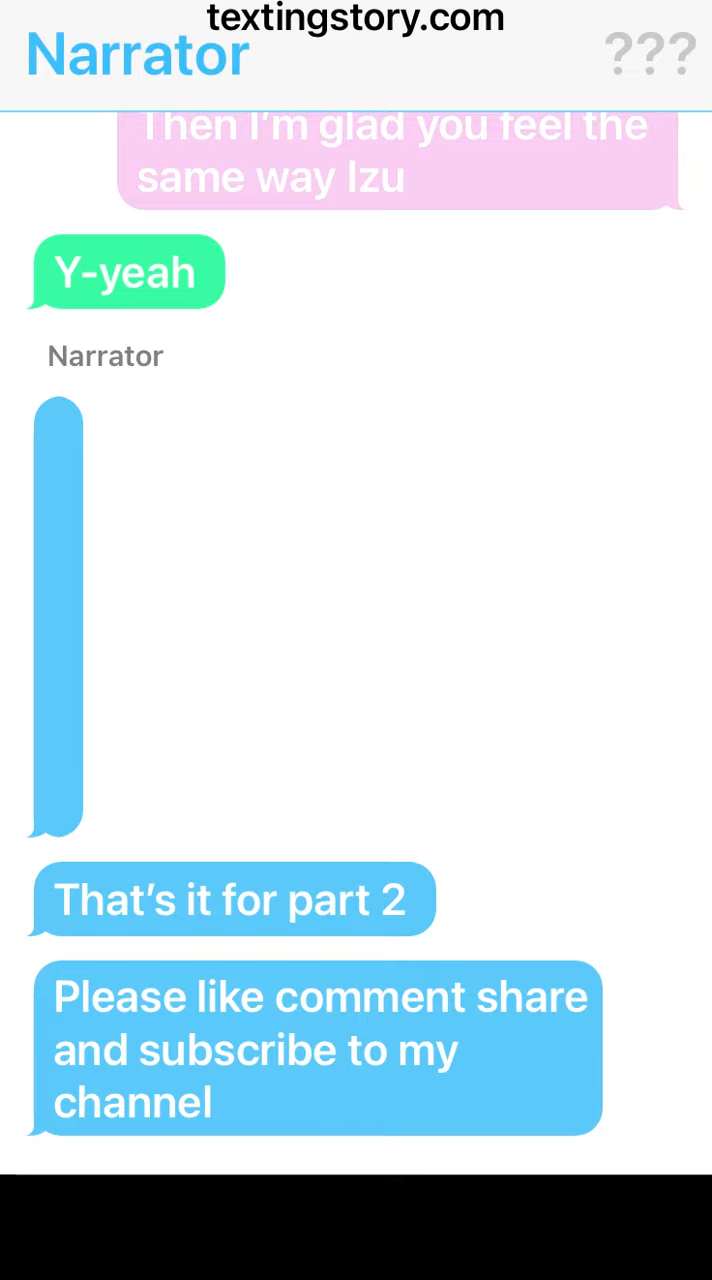 textingstory.com
Narrator
???
Then I'm glad you feel the
same way Izu
Y-yeah
Narrator
That's it for part 2
Please like comment share
and subscribe to my
channel